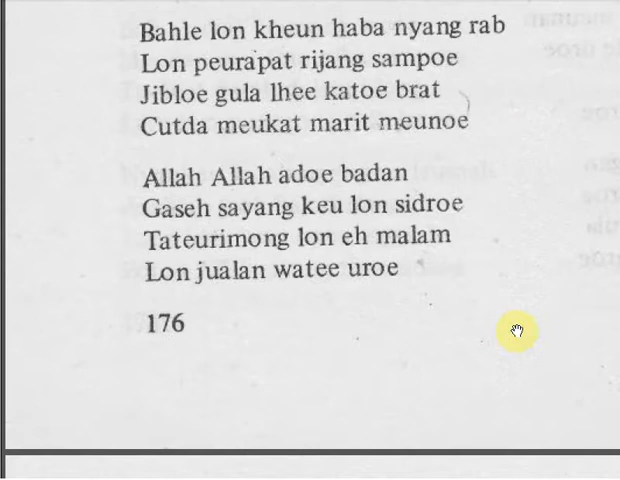 Bahle lon kheun haba nyang rab
Lon peurapat rijang sampoe
Jibloe gula lhee katoe brat
Cutda meukat marit meunoe
Allah Allah adoe badan
Gaseh sayang keu lon sidroe
Tateurimong lon eh malam
Lon jualan watee uroe
176